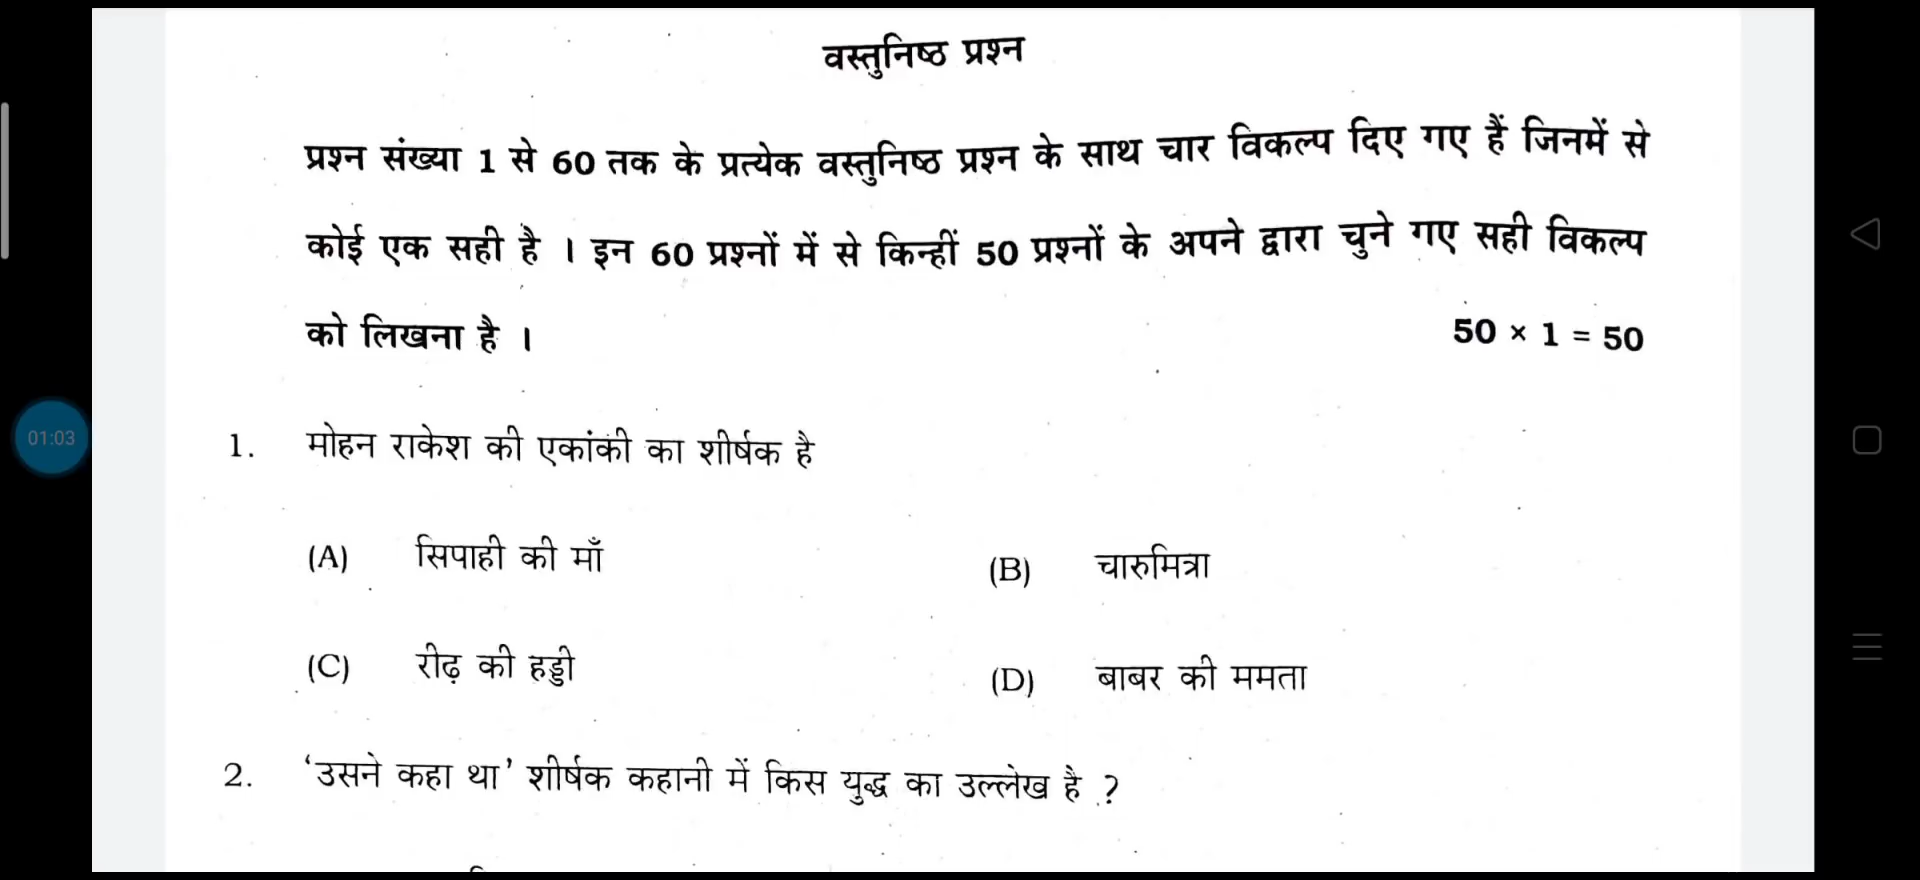 वस्तुनिष्ठ प्रश्न
प्रश्न संख्या 1 से 60 तक के प्रत्येक वस्तुनिष्ठ प्रश्न के साथ चार विकल्प दिए गए हैं जिनमें से
कोई एक सही है । इन 60 प्रश्नों में से किन्हीं 50 प्रश्नों के अपने द्वारा चुने गए सही विकल्प
को लिखना है । 50 × 1 = 50
01:03
1. मोहन राकेश की एकांकी का शीर्षक है
(A) सिपाही की माँ (B) चारुमित्रा
(C) रीढ़ की हड्डी (D) बाबर की ममता
2. ‘उसने कहा था’ शीर्षक कहानी में किस युद्ध का उल्लेख है ?